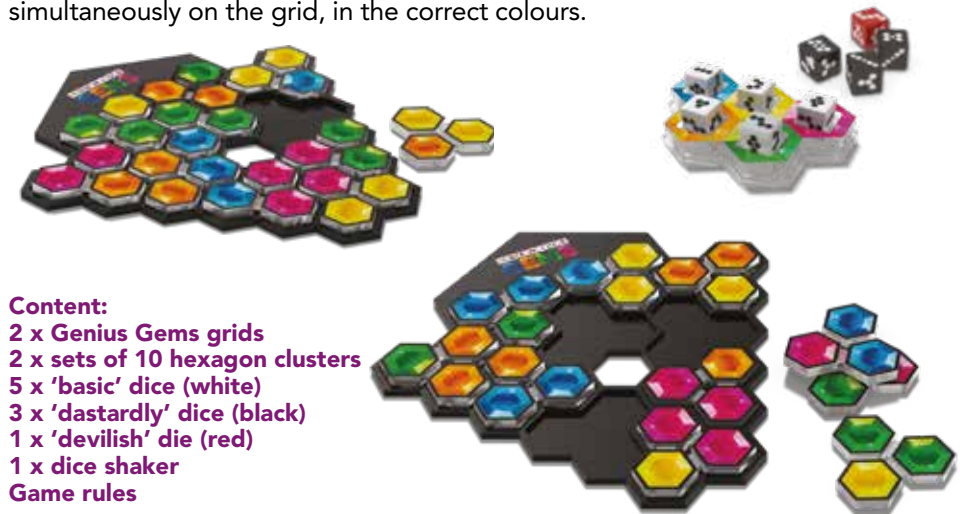 simultaneously on the grid, in the correct colours.
Content:
2 x Genius Gems grids
2 x sets of 10 hexagon clusters
5 x ‘basic’ dice (white)
3 x ‘dastardly’ dice (black)
1 x ‘devilish’ die (red)
1 x dice shaker
Game rules